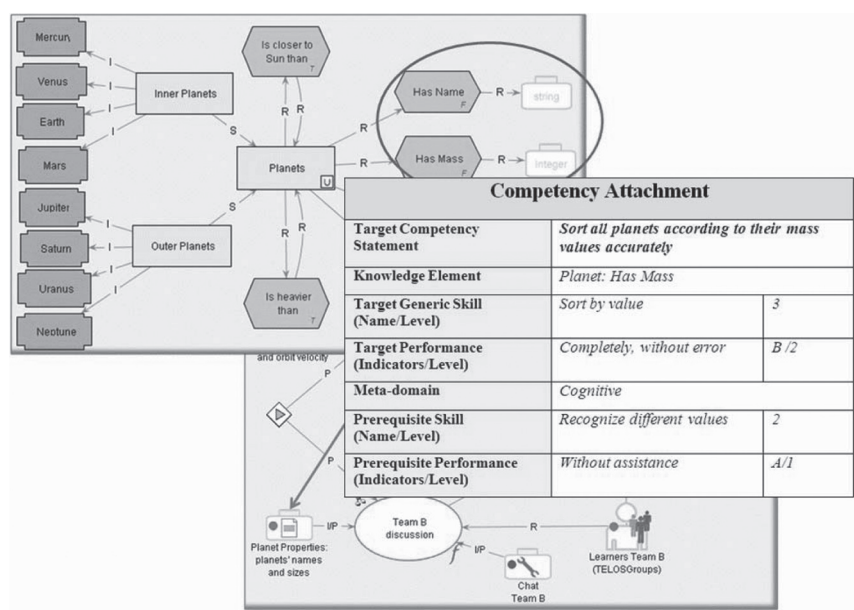 Mercury
Venus
Earth
Mars
Jupiter
Saturn
Uranus
Neptune
I
I
I
I
I
I
I
I
Inner Planets
Outer Planets
S
S
Is closer to
Sun than
T
R
R
Planets
U
R
R
Is heavier
than
T
R
Has Name
F
R
string
R
Has Mass
F
R
Integer
Competency Attachment
Target Competency
Statement
Sort all planets according to their mass
values accurately
Knowledge Element
Planet: Has Mass
Target Generic Skill
(Name/Level)
Sort by value
3
Target Performance
(Indicators/Level)
Completely, without error
B /2
Meta-domain
Cognitive
Prerequisite Skill
(Name/Level)
Recognize different values
2
Prerequisite Performance
(Indicators/Level)
Without assistance
A/1
and orbit velocity
P
P
Planet Properties:
planets' names
and sizes
I/P
Team B
discussion
R
I/P
Chat
Team B
Learners Team B
(TELOSGroups)